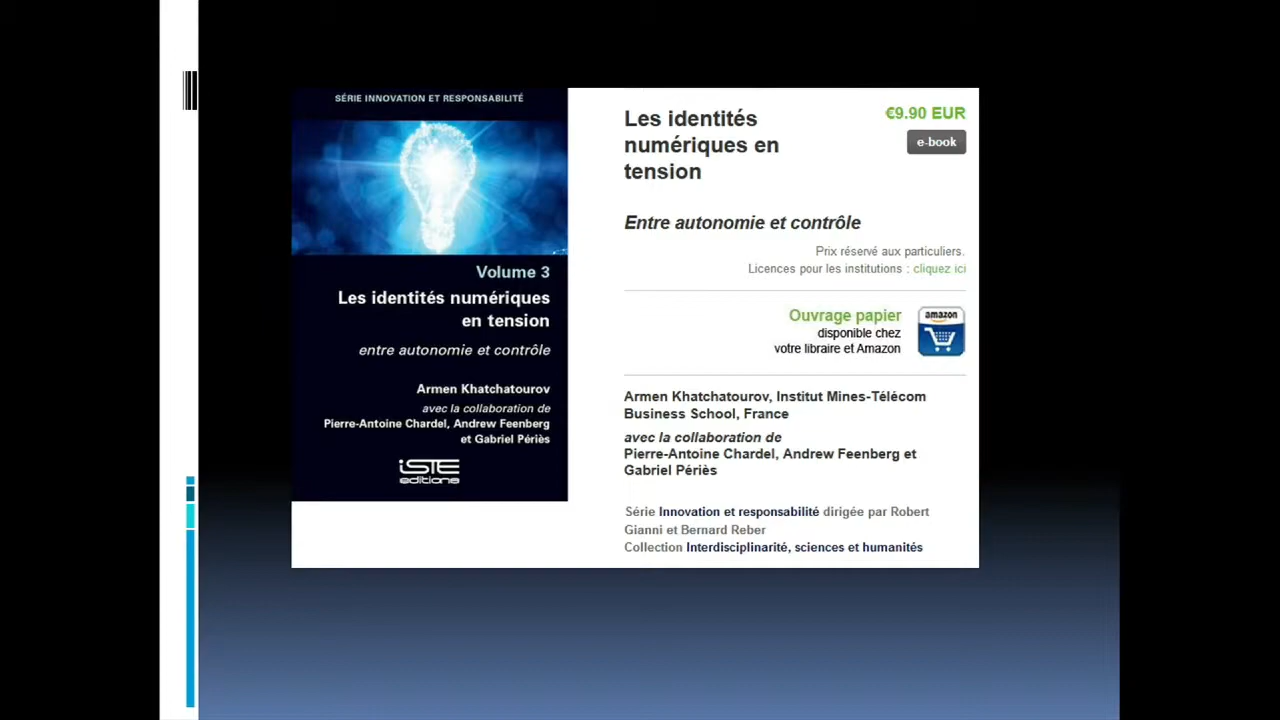 SÉRIE INNOVATION ET RESPONSABILITÉ
Volume 3
Les identités numériques
en tension
entre autonomie et contrôle
Armen Khatchatourov
avec la collaboration de
Pierre-Antoine Chardel, Andrew Feenberg
et Gabriel Périès
iSTE
editions
Les identités
numériques en
tension
€9.90 EUR
e-book
Entre autonomie et contrôle
Prix réservé aux particuliers.
Licences pour les institutions : cliquez ici
Ouvrage papier
disponible chez
votre libraire et Amazon
amazon
Armen Khatchatourov, Institut Mines-Télécom
Business School, France
avec la collaboration de
Pierre-Antoine Chardel, Andrew Feenberg et
Gabriel Périès
Série Innovation et responsabilité dirigée par Robert
Gianni et Bernard Reber
Collection Interdisciplinarité, sciences et humanités